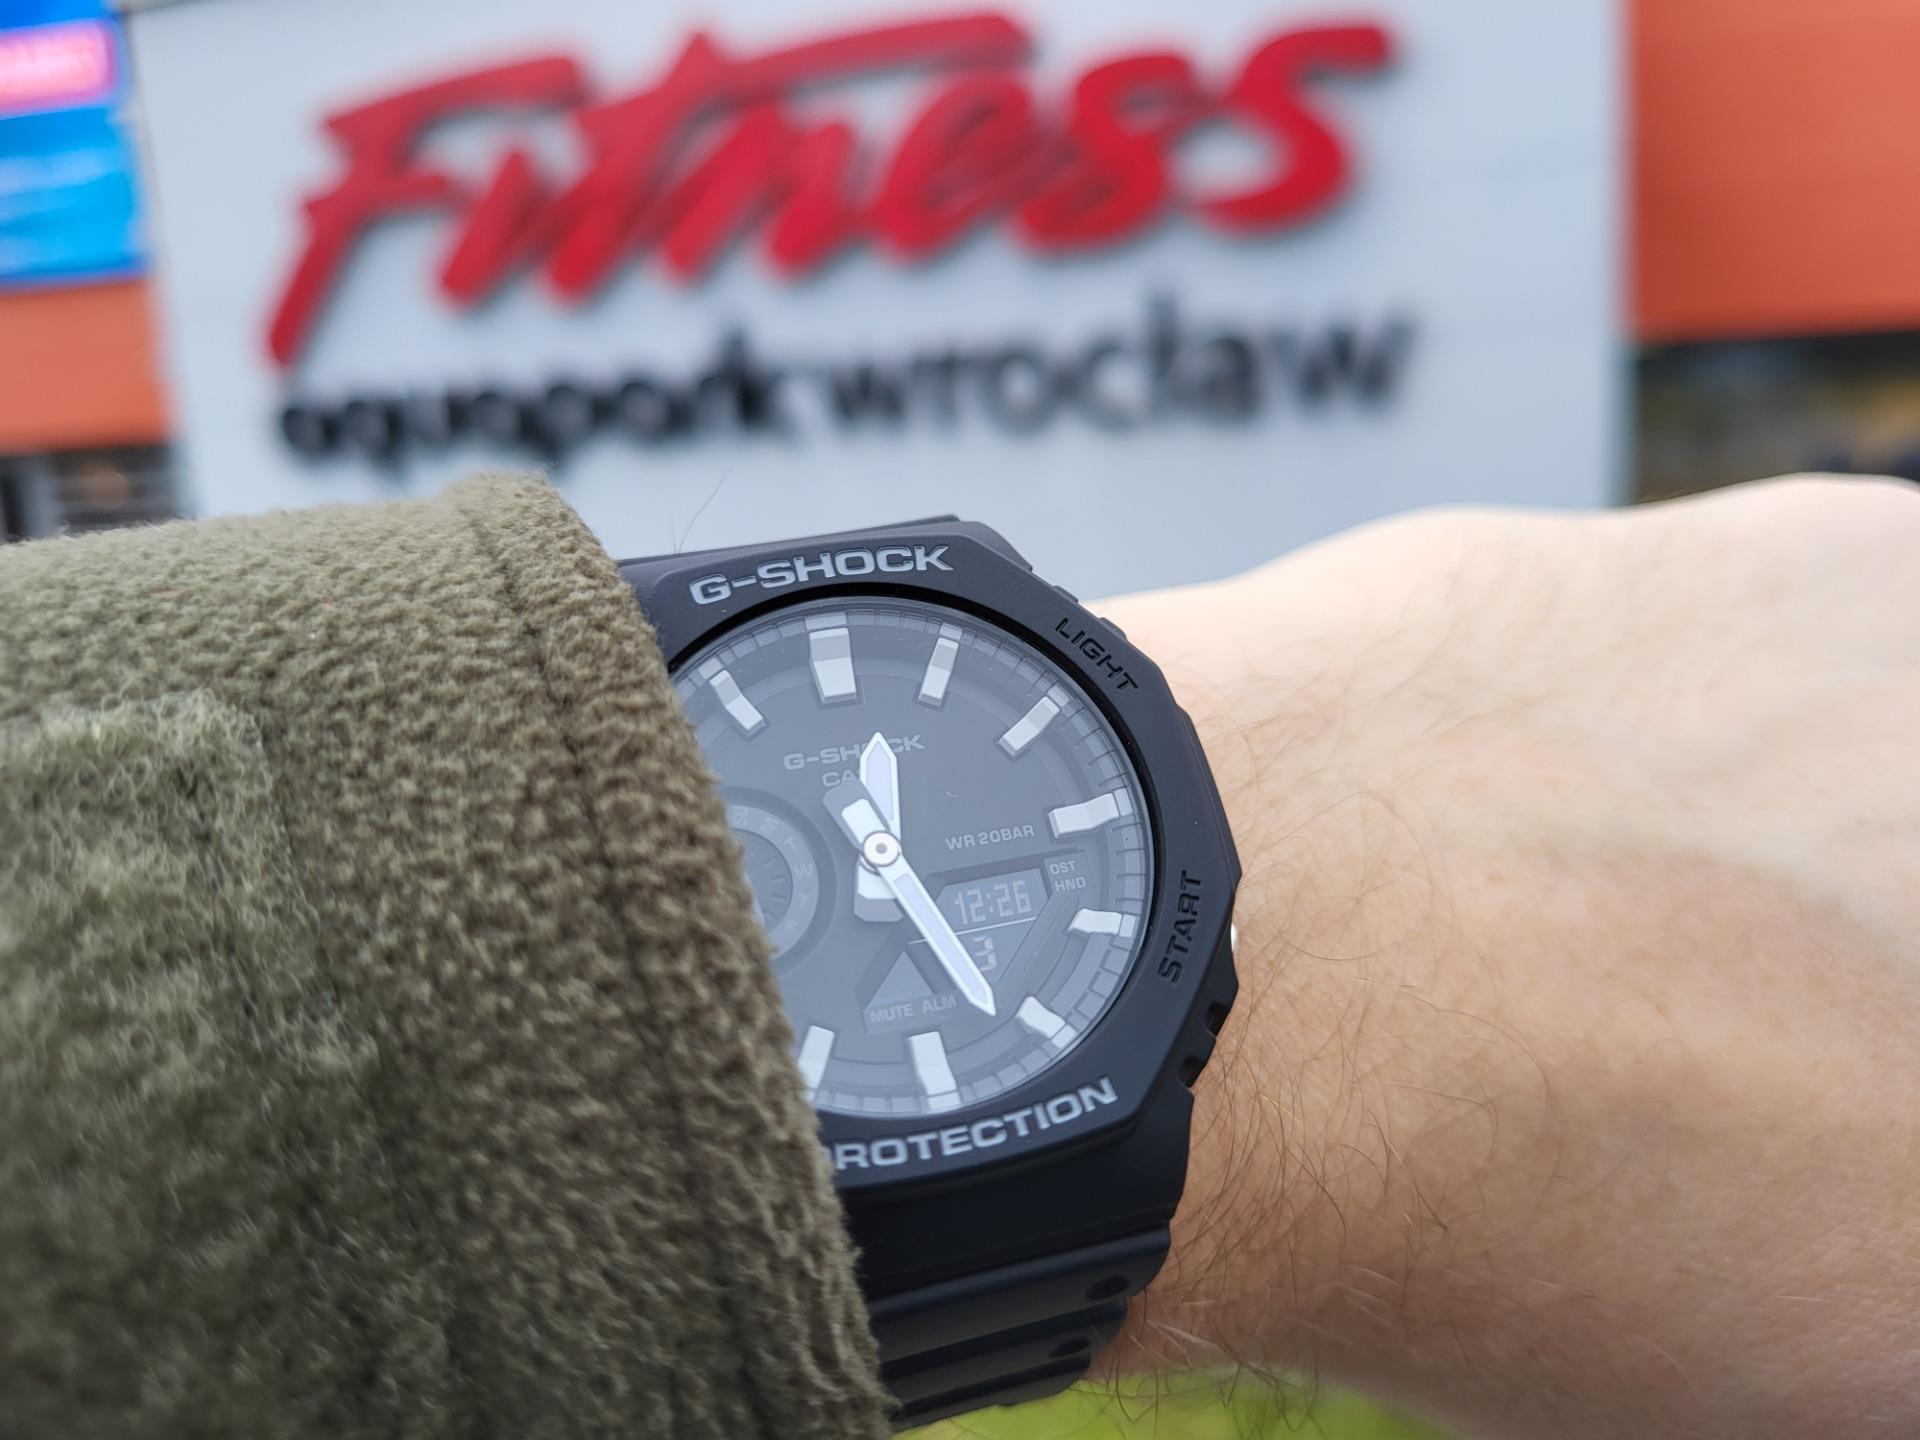 Fitness
aquapark wrocław
G-SHOCK
LIGHT
G-SHOCK
WR 20BAR
DST
12:26
HND
START
MUTE ALM
PROTECTION